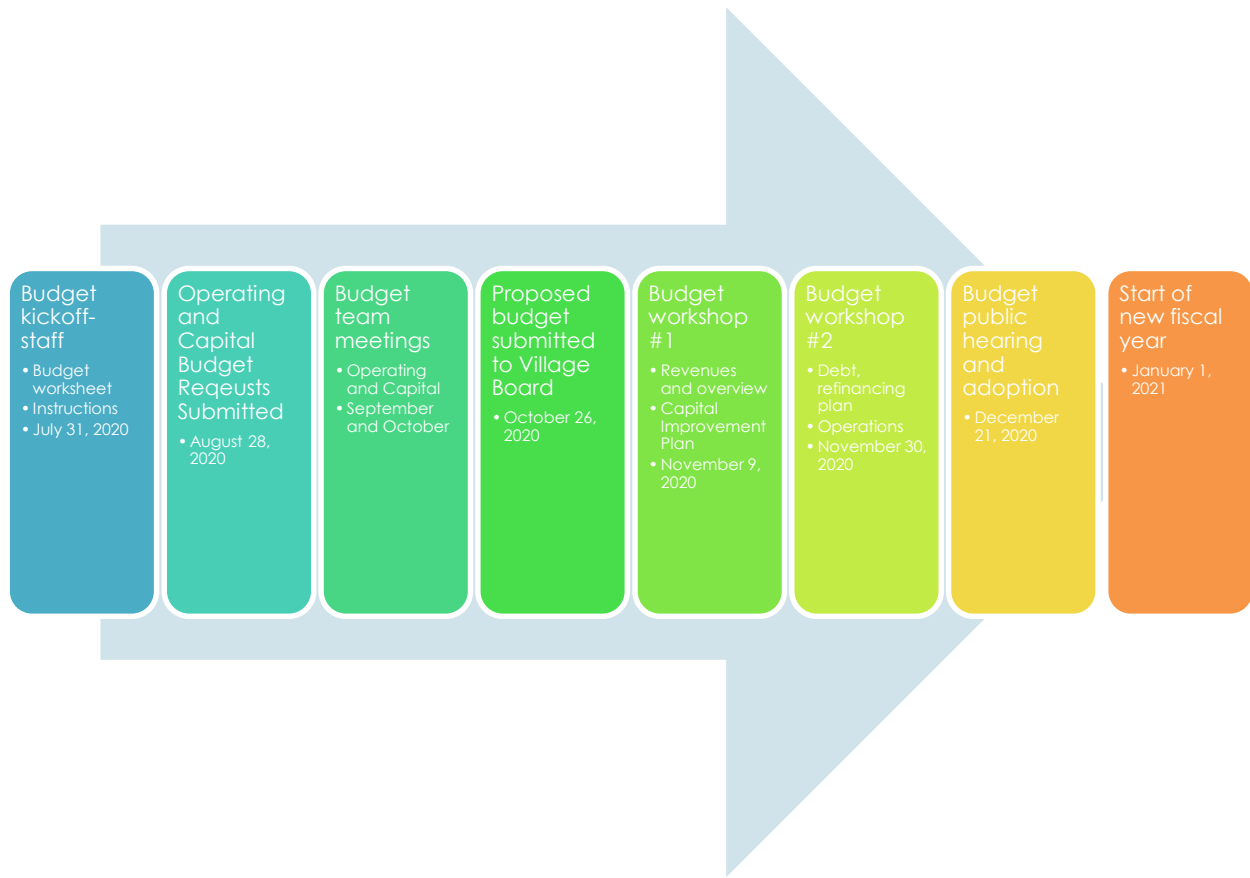 Budget
kickoff-
staff
• Budget
worksheet
• Instructions
• July 31, 2020
Operating
and
Capital
Budget
Reqeusts
Submitted
• August 28,
2020
Budget
team
meetings
• Operating
and Capital
• September
and October
Proposed
budget
submitted
to Village
Board
• October 26,
2020
Budget
workshop
#1
• Revenues
and overview
• Capital
Improvement
Plan
• November 9,
2020
Budget
workshop
#2
• Debt,
refinancing
plan
• Operations
• November 30,
2020
Budget
public
hearing
and
adoption
• December
21, 2020
Start of
new fiscal
year
• January 1,
2021